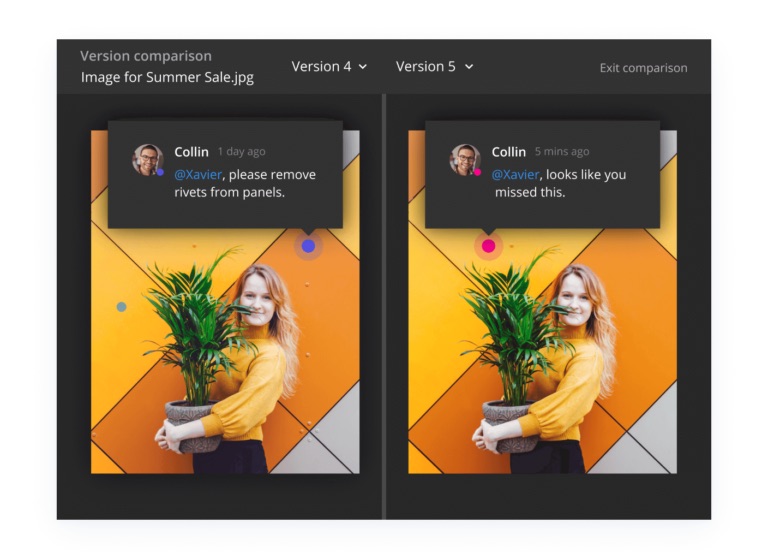 Version comparison
Image for Summer Sale.jpg
Version 4
Version 5
Exit comparison
Collin 1 day ago
@Xavier, please remove
rivets from panels.
Collin 5 mins ago
@Xavier, looks like you
missed this.